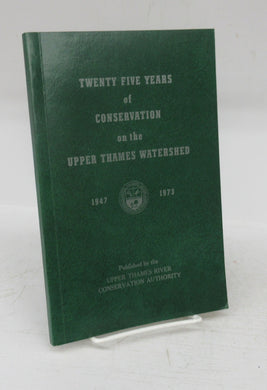 TWENTY FIVE YEARS
of
CONSERVATION
on the
UPPER THAMES WATERSHED
1947 1973
Published by the
UPPER THAMES RIVER
CONSERVATION AUTHORITY